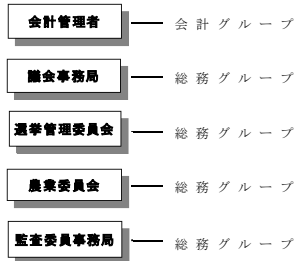 会計管理者 会計グループ
議会事務局 総務グループ
選挙管理委員会 総務グループ
農業委員会 総務グループ
監査委員事務局 総務グループ